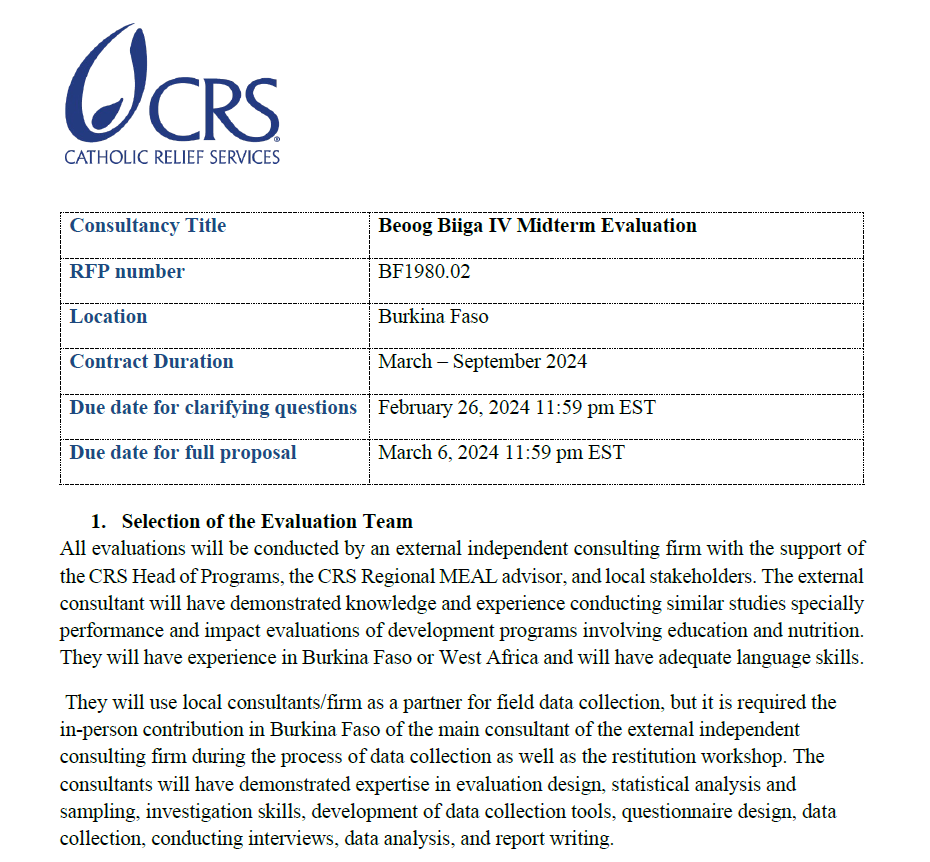 CRS
CATHOLIC RELIEF SERVICES
Consultancy Title Beoog Biiga IV Midterm Evaluation
RFP number BF1980.02
Location Burkina Faso
Contract Duration March – September 2024
Due date for clarifying questions February 26, 2024 11:59 pm EST
Due date for full proposal March 6, 2024 11:59 pm EST
1. Selection of the Evaluation Team
All evaluations will be conducted by an external independent consulting firm with the support of
the CRS Head of Programs, the CRS Regional MEAL advisor, and local stakeholders. The external
consultant will have demonstrated knowledge and experience conducting similar studies specially
performance and impact evaluations of development programs involving education and nutrition.
They will have experience in Burkina Faso or West Africa and will have adequate language skills.
They will use local consultants/firm as a partner for field data collection, but it is required the
in-person contribution in Burkina Faso of the main consultant of the external independent
consulting firm during the process of data collection as well as the restitution workshop. The
consultants will have demonstrated expertise in evaluation design, statistical analysis and
sampling, investigation skills, development of data collection tools, questionnaire design, data
collection, conducting interviews, data analysis, and report writing.